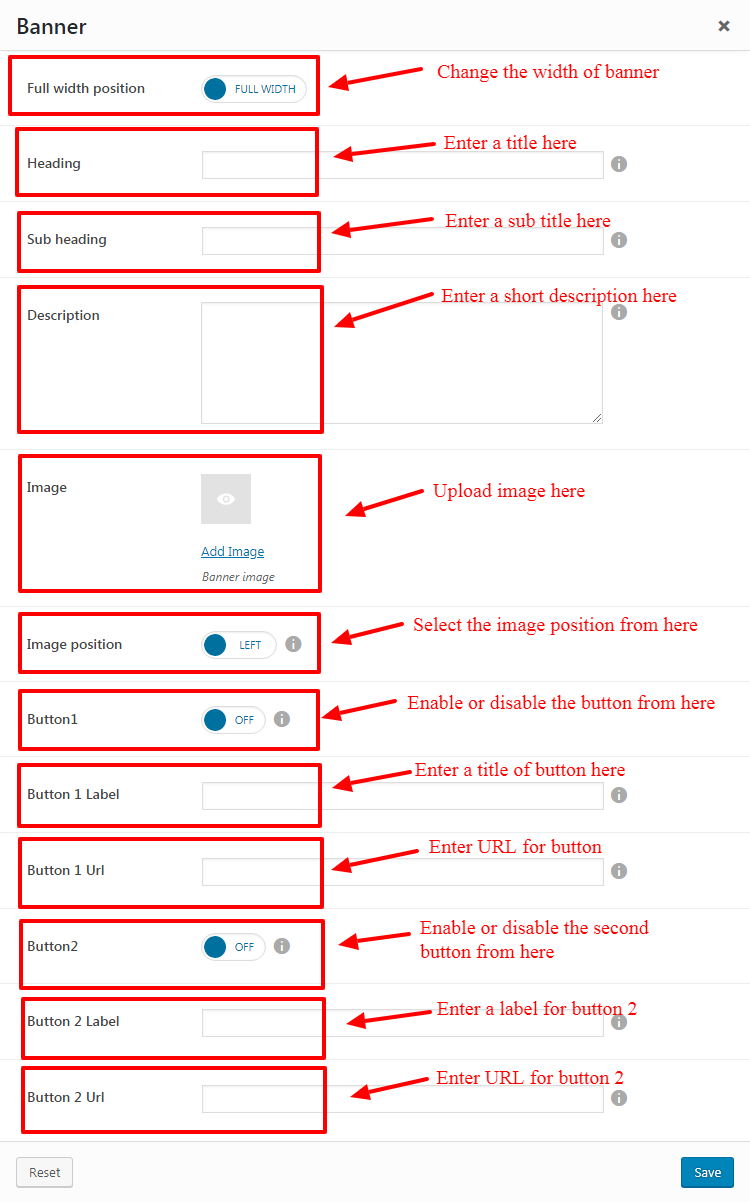 Banner
Full width position
FULL WIDTH
Change the width of banner
Heading
Enter a title here
Sub heading
Enter a sub title here
Description
Enter a short description here
Image
Upload image here
Add Image
Banner image
Image position
LEFT
Select the image position from here
Button1
OFF
Enable or disable the button from here
Button 1 Label
Enter a title of button here
Button 1 Url
Enter URL for button
Button2
OFF
Enable or disable the second
button from here
Button 2 Label
Enter a label for button 2
Button 2 Url
Enter URL for button 2
Reset
Save